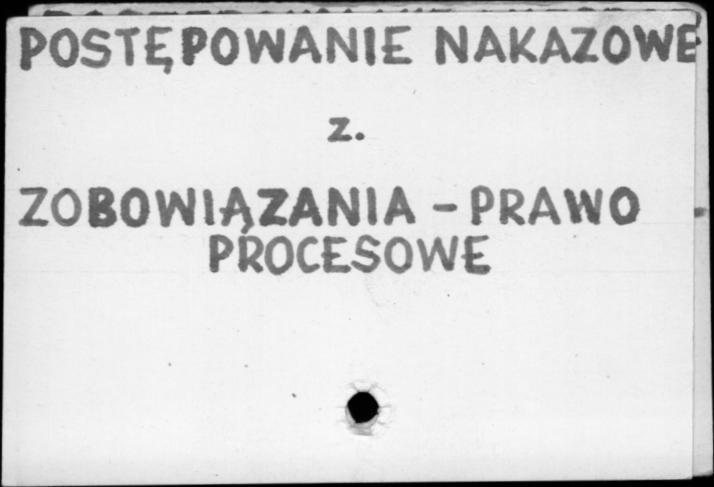 POSTĘPOWANIE NAKAZOWE
z.
ZOBOWIĄZANIA - PRAWO
PROCESOWE